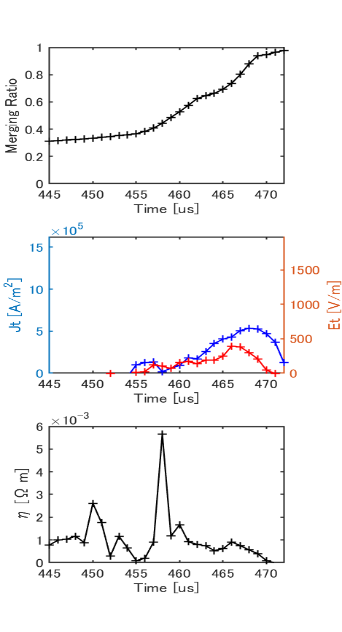 1
0.8
0.6
0.4
0.2
0
Merging Ratio
445 450 455 460 465 470
Time [us]
× 10^5
15
10
5
0
Jt [A/m^2]
1500
1000
500
0
Et [V/m]
445 450 455 460 465 470
Time [us]
× 10^-3
6
5
4
3
2
1
0
η [Ω m]
445 450 455 460 465 470
Time [us]